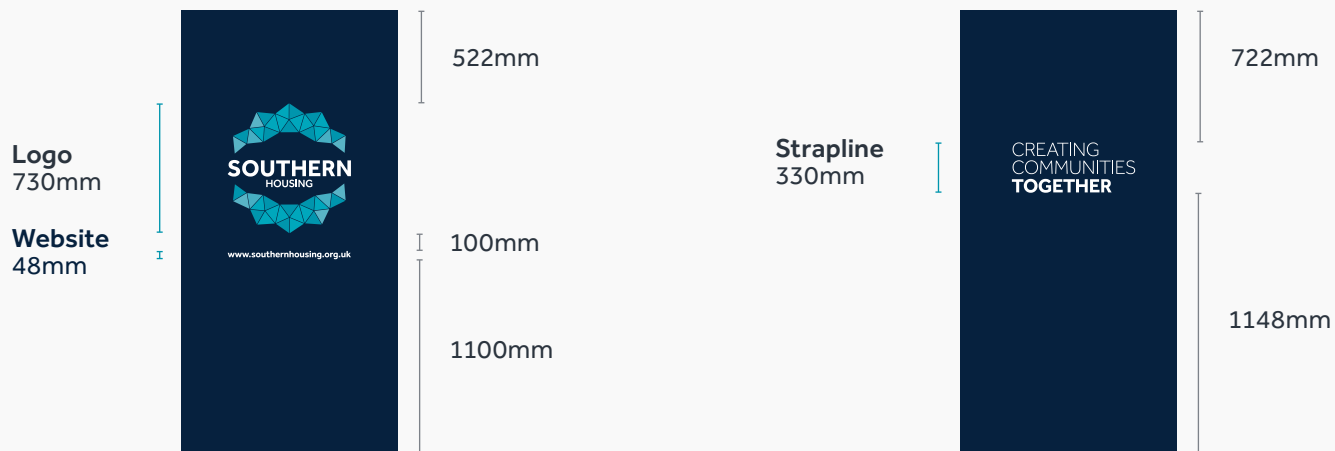 522mm
Logo
730mm
SOUTHERN
HOUSING
Website
48mm
www.southernhousing.org.uk
100mm
1100mm
722mm
Strapline
330mm
CREATING
COMMUNITIES
TOGETHER
1148mm